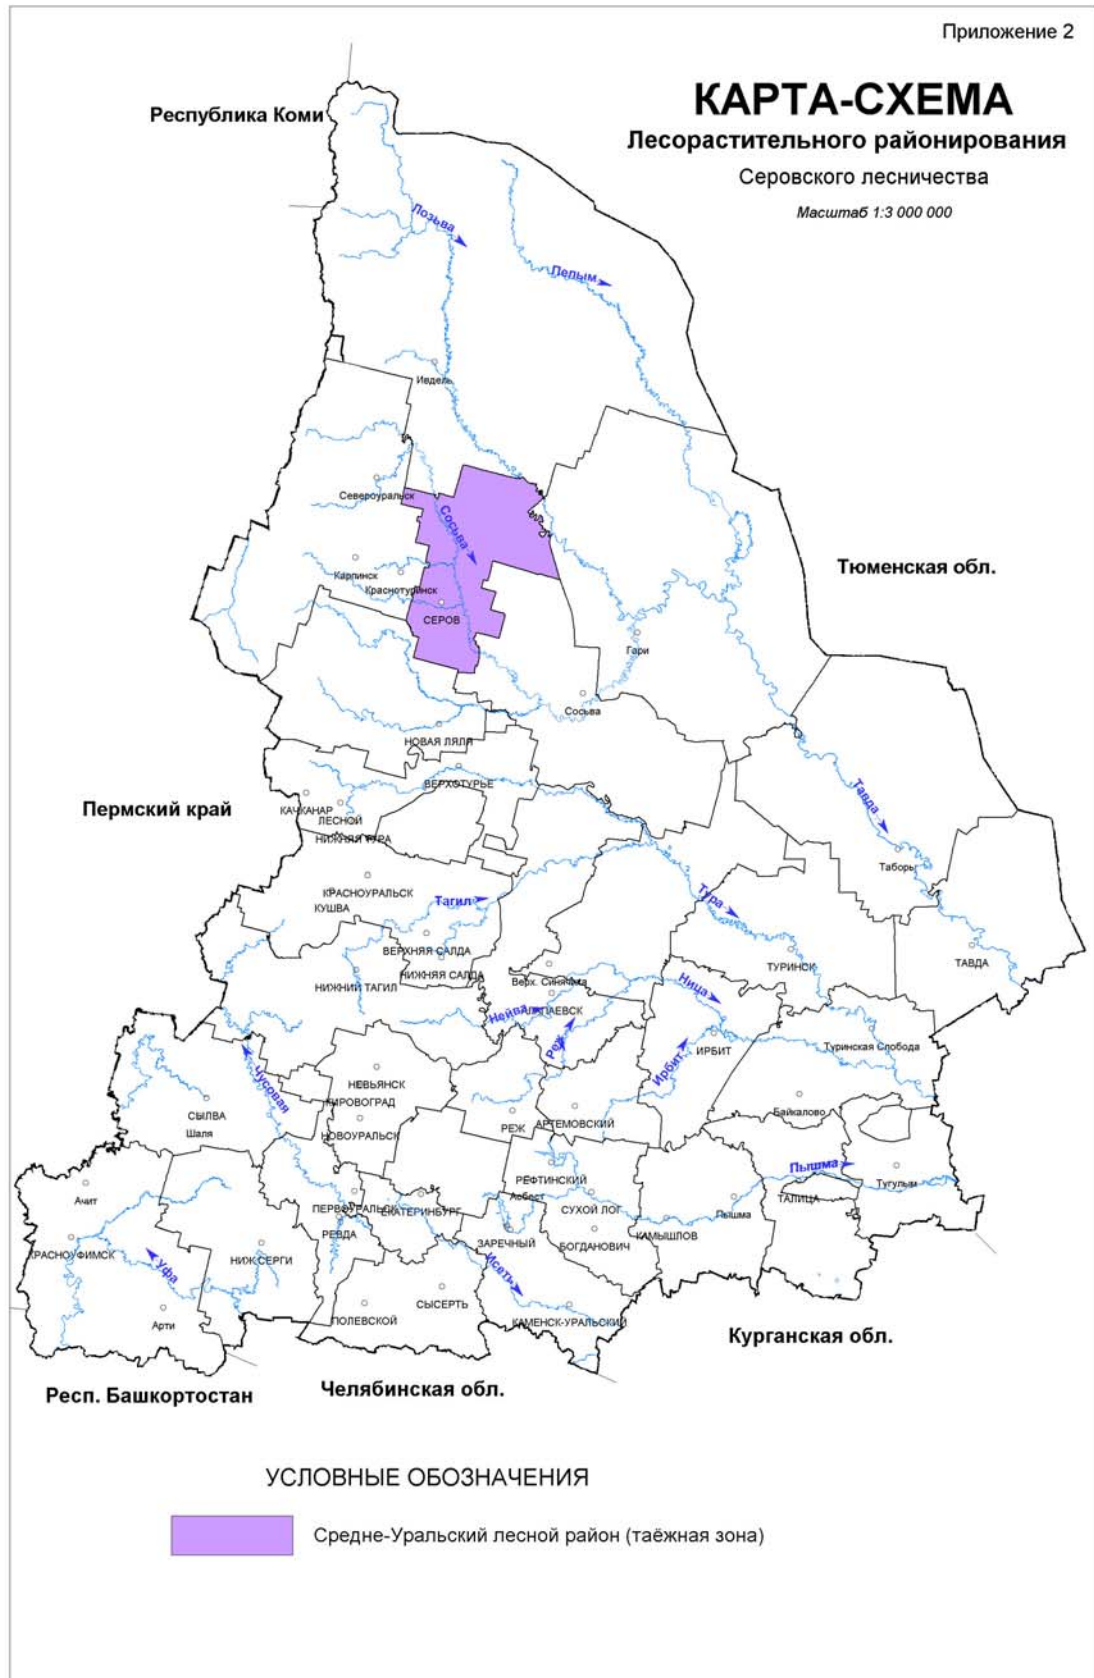 Приложение 2
КАРТА-СХЕМА
Лесорастительного районирования
Серовского лесничества
Масштаб 1:3 000 000
Республика Коми
Лозьва
Пелым
Ивдель
Североуральск
Сосьва
Тюменская обл.
Карпинск
Краснотурьинск
СЕРОВ
Гари
Сосьва
НОВАЯ ЛЯЛЯ
ВЕРХОТУРЬЕ
Пермский край
КАЧКАНАР
ЛЕСНОЙ
НИЖНЯЯ ТУРА
Тавда
Таборы
КРАСНОУРАЛЬСК
КУШВА
Тагил
Тура
ВЕРХНЯЯ САЛДА
НИЖНЯЯ САЛДА
ТУРИНСК
ТАВДА
НИЖНИЙ ТАГИЛ
Верх. Синячиха
Ница
Нейва
АЛАПАЕВСК
Реж
Ирбит
ИРБИТ
Туринская Слобода
Чусовая
НЕВЬЯНСК
КИРОВОГРАД
СЫЛВА
Шаля
НОВОУРАЛЬСК
РЕЖ
АРТЕМОВСКИЙ
Байкалово
Пышма
РЕФТИНСКИЙ
Асбест
Тугулым
Ачит
ПЕРВОУРАЛЬСК
ЕКАТЕРИНБУРГ
СУХОЙ ЛОГ
Пышма
ТАЛИЦА
РЕВДА
ЗАРЕЧНЫЙ
БОГДАНОВИЧ
КАМЫШЛОВ
КРАСНОУФИМСК
Уфа
НИЖ.СЕРГИ
Исеть
Арти
СЫСЕРТЬ
ПОЛЕВСКОЙ
КАМЕНСК-УРАЛЬСКИЙ
Курганская обл.
Респ. Башкортостан
Челябинская обл.
УСЛОВНЫЕ ОБОЗНАЧЕНИЯ
Средне-Уральский лесной район (таёжная зона)